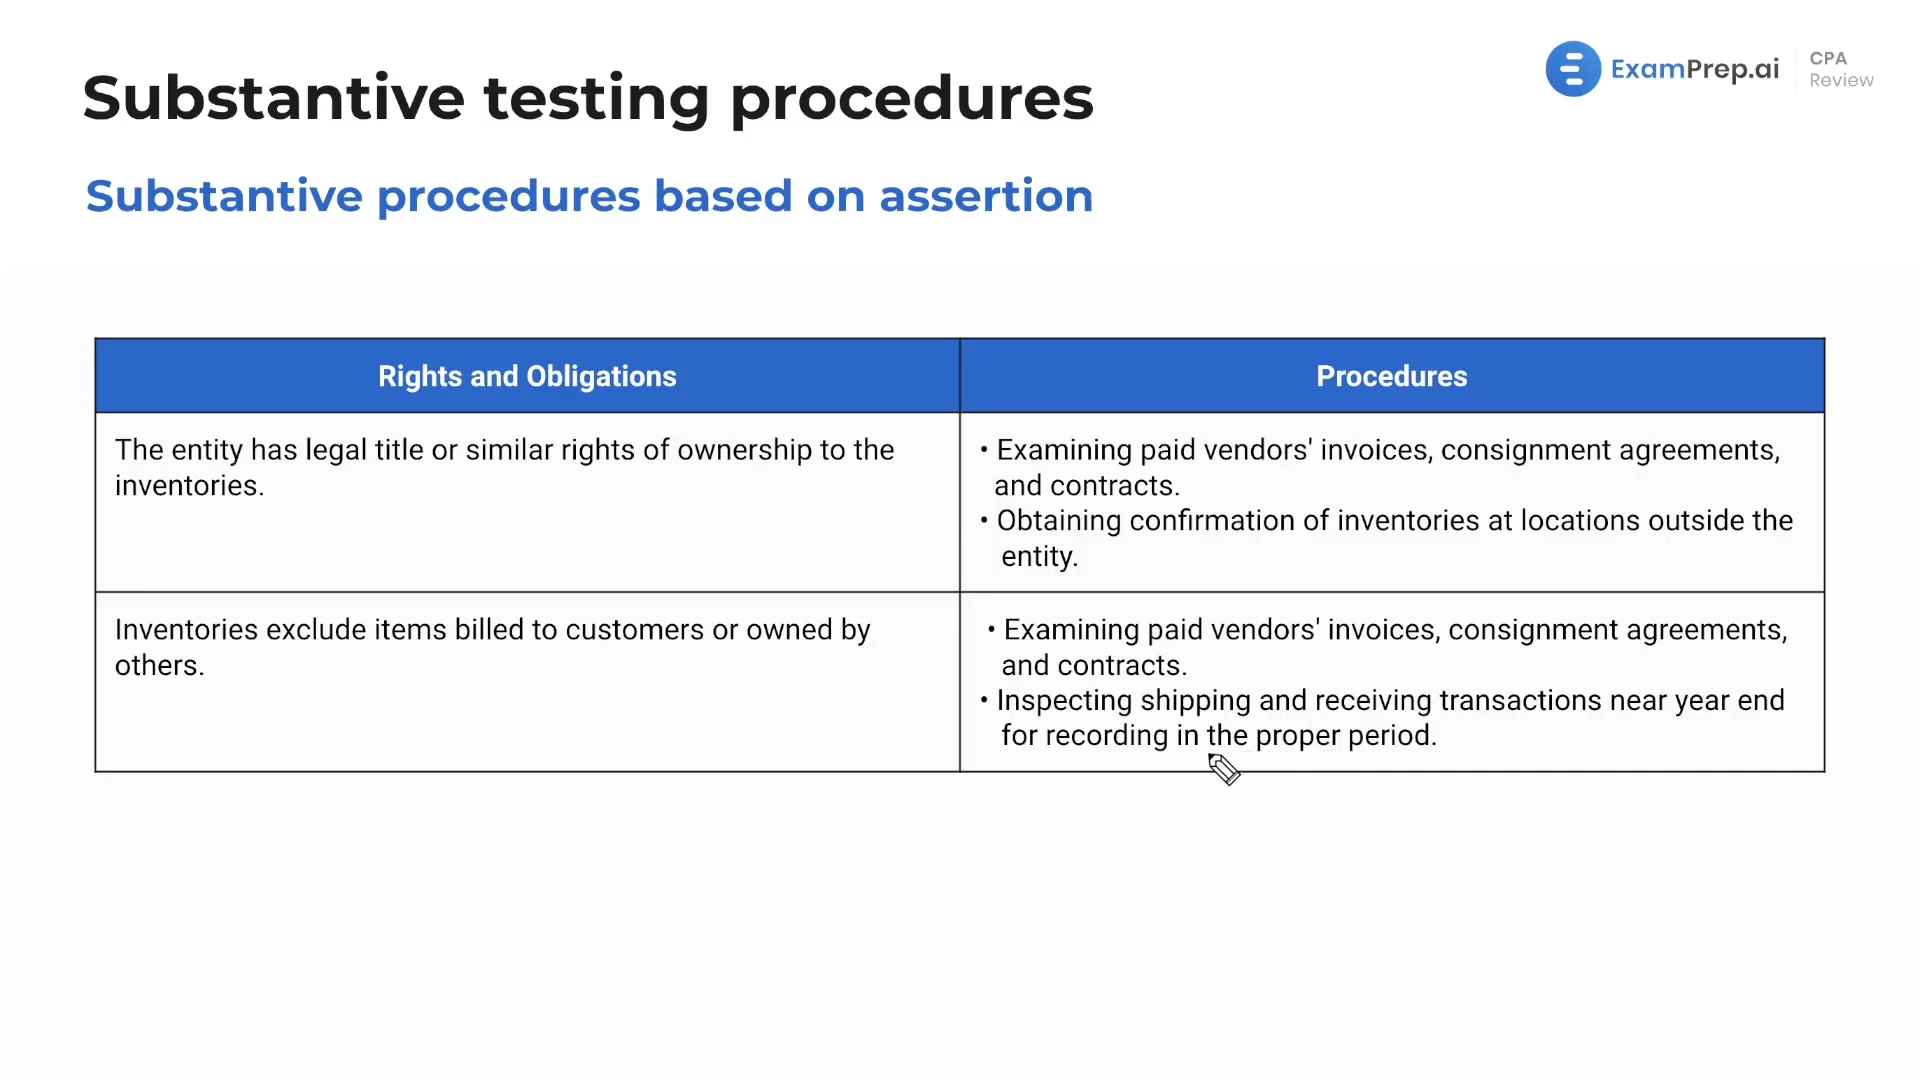 Substantive testing procedures
ExamPrep.ai
CPA
Review
Substantive procedures based on assertion
Rights and Obligations
Procedures
The entity has legal title or similar rights of ownership to the
inventories.
• Examining paid vendors' invoices, consignment agreements,
and contracts.
• Obtaining confirmation of inventories at locations outside the
entity.
Inventories exclude items billed to customers or owned by
others.
• Examining paid vendors' invoices, consignment agreements,
and contracts.
• Inspecting shipping and receiving transactions near year end
for recording in the proper period.